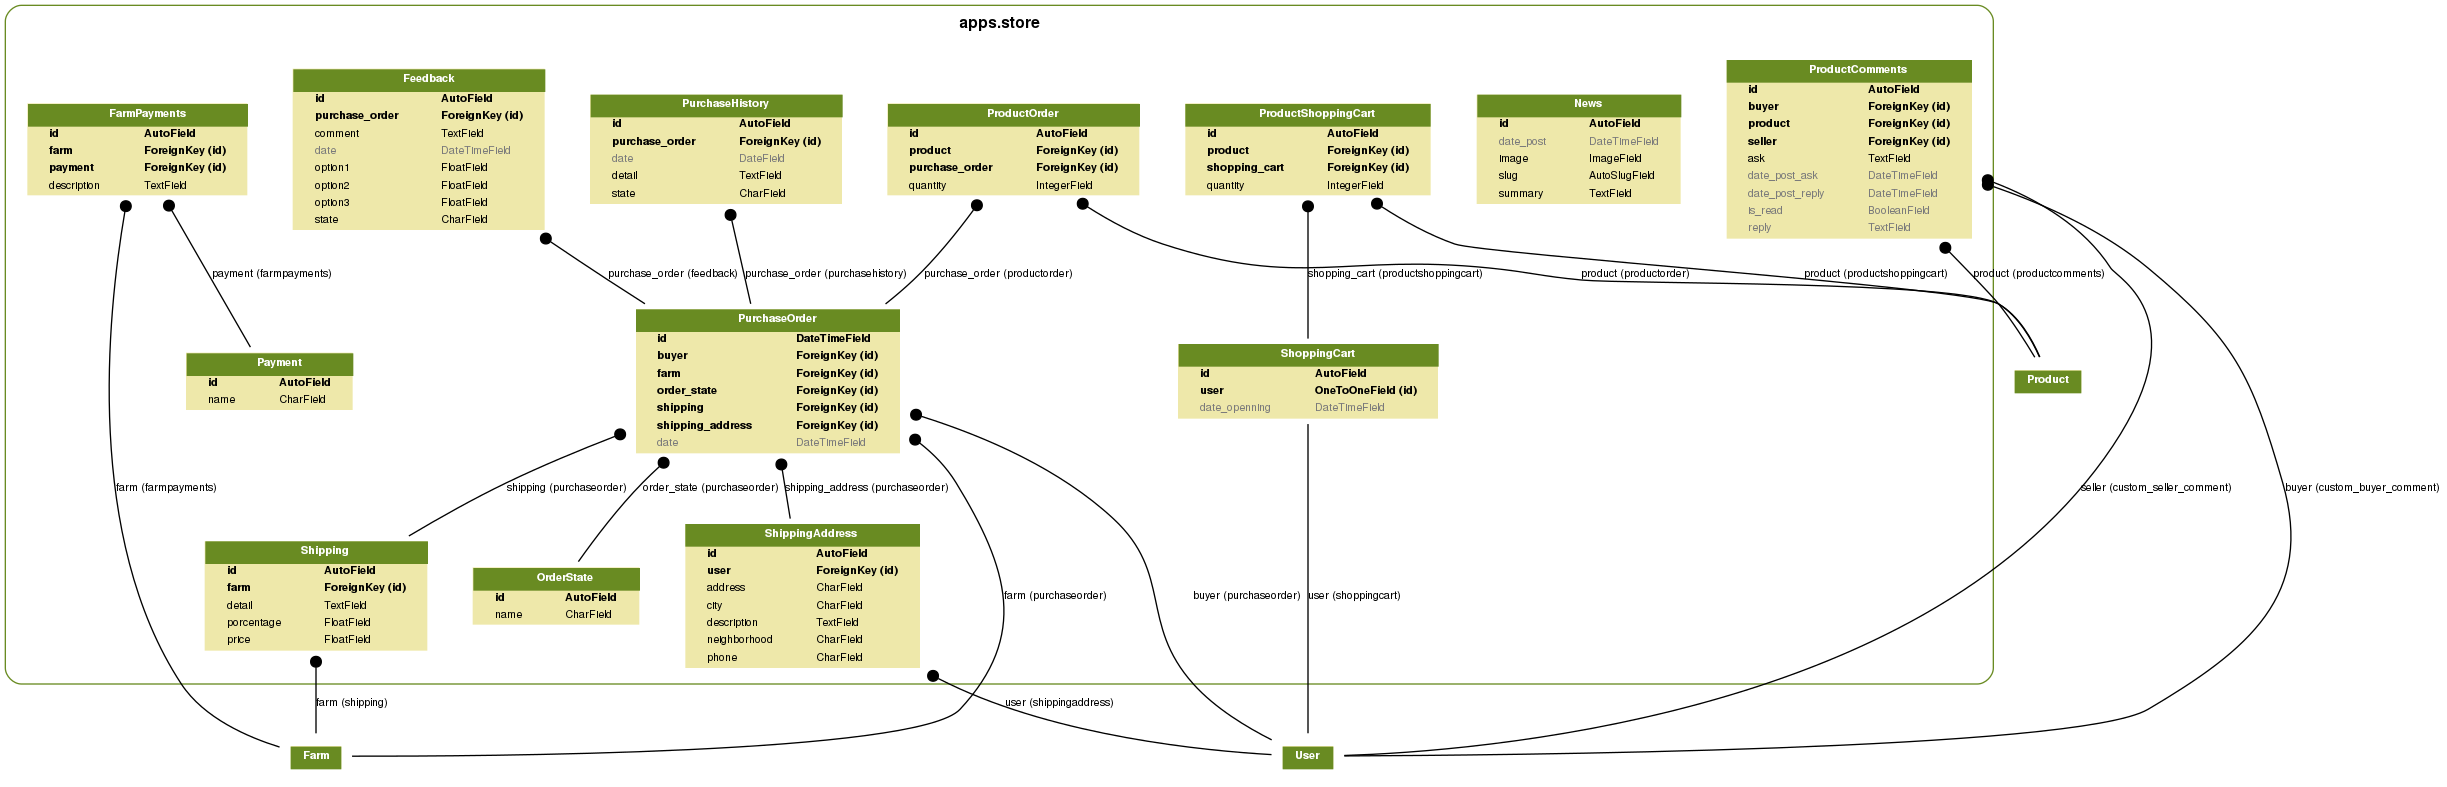 apps.store
FarmPayments
id AutoField
farm ForeignKey (id)
payment ForeignKey (id)
description TextField
Feedback
id AutoField
purchase_order ForeignKey (id)
comment TextField
date DateTimeField
option1 FloatField
option2 FloatField
option3 FloatField
state CharField
PurchaseHistory
id AutoField
purchase_order ForeignKey (id)
date DateField
detail TextField
state CharField
ProductOrder
id AutoField
product ForeignKey (id)
purchase_order ForeignKey (id)
quantity IntegerField
ProductShoppingCart
id AutoField
product ForeignKey (id)
shopping_cart ForeignKey (id)
quantity IntegerField
News
id AutoField
date_post DateTimeField
image ImageField
slug AutoSlugField
summary TextField
ProductComments
id AutoField
buyer ForeignKey (id)
product ForeignKey (id)
seller ForeignKey (id)
ask TextField
date_post_ask DateTimeField
date_post_reply DateTimeField
is_read BooleanField
reply TextField
payment (farmpayments)
purchase_order (feedback)
purchase_order (purchasehistory)
purchase_order (productorder)
shopping_cart (productshoppingcart)
product (productorder)
product (productshoppingcart)
product (productcomments)
Payment
id AutoField
name CharField
PurchaseOrder
id DateTimeField
buyer ForeignKey (id)
farm ForeignKey (id)
order_state ForeignKey (id)
shipping ForeignKey (id)
shipping_address ForeignKey (id)
date DateTimeField
ShoppingCart
id AutoField
user OneToOneField (id)
date_openning DateTimeField
Product
farm (farmpayments)
shipping (purchaseorder)
order_state (purchaseorder)
shipping_address (purchaseorder)
seller (custom_seller_comment)
buyer (custom_buyer_comment)
Shipping
id AutoField
farm ForeignKey (id)
detail TextField
porcentage FloatField
price FloatField
OrderState
id AutoField
name CharField
ShippingAddress
id AutoField
user ForeignKey (id)
address CharField
city CharField
description TextField
neighborhood CharField
phone CharField
farm (purchaseorder)
buyer (purchaseorder)
user (shoppingcart)
farm (shipping)
user (shippingaddress)
Farm
User